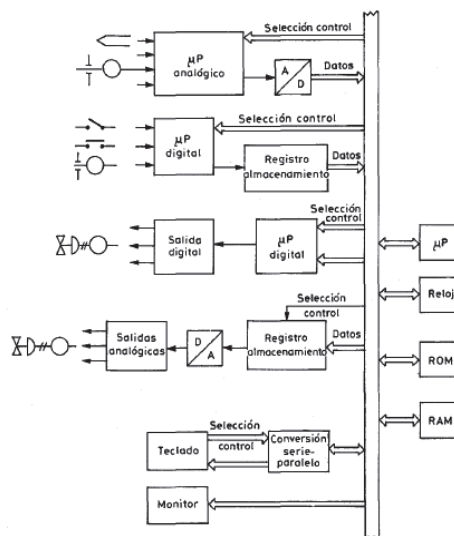 Selección control
µP
analógico
A
D
Datos
Selección control
µP
digital
Registro
almacenamiento
Datos
Selección
control
Salida
digital
µP
digital
µP
Reloj
Selección
control
Salidas
analógicas
D
A
Registro
almacenamiento
Datos
ROM
RAM
Selección
control
Teclado
Conversión
serie-
paralelo
Monitor